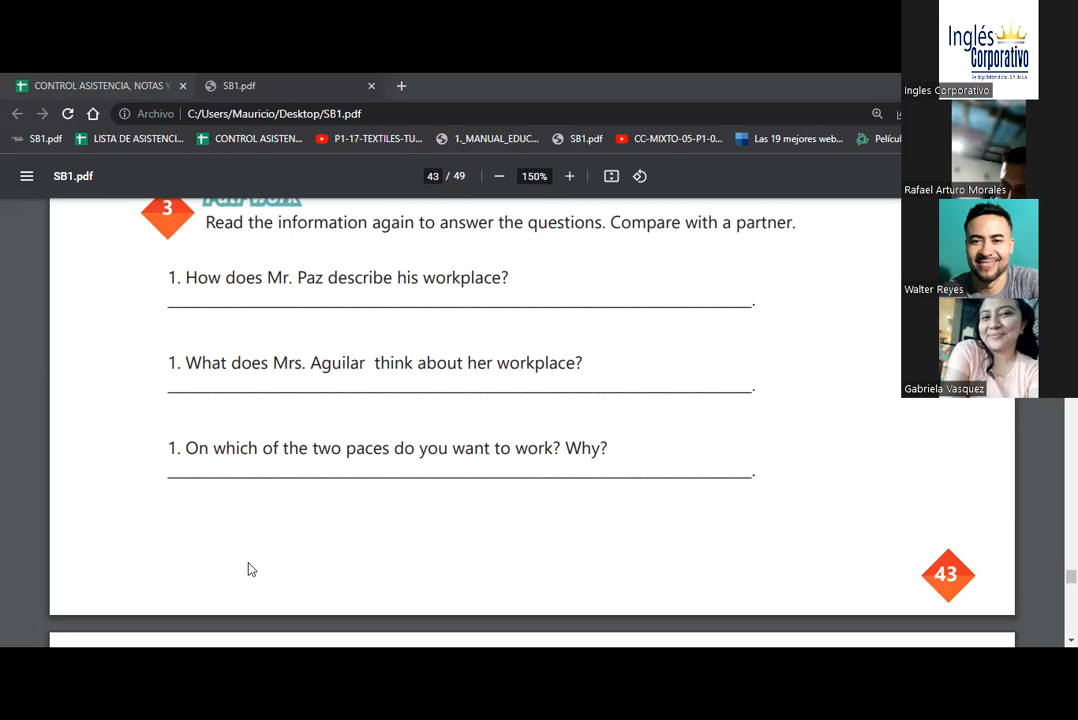 CONTROL ASISTENCIA, NOTAS Y
SB1.pdf
Archivo
C:/Users/Mauricio/Desktop/SB1.pdf
SB1.pdf
LISTA DE ASISTENCI...
CONTROL ASISTEN...
P1-17-TEXTILES-TU...
1._MANUAL_EDUC...
SB1.pdf
CC-MIXTO-05-P1-0...
Las 19 mejores web...
Películ
SB1.pdf
43 / 49
150%
3
Read the information again to answer the questions. Compare with a partner.
1. How does Mr. Paz describe his workplace?
1. What does Mrs. Aguilar think about her workplace?
1. On which of the two paces do you want to work? Why?
43
Inglés
Corporativo
Ingles Corporativo
Rafael Arturo Morales
Walter Reyes
Gabriela Vasquez